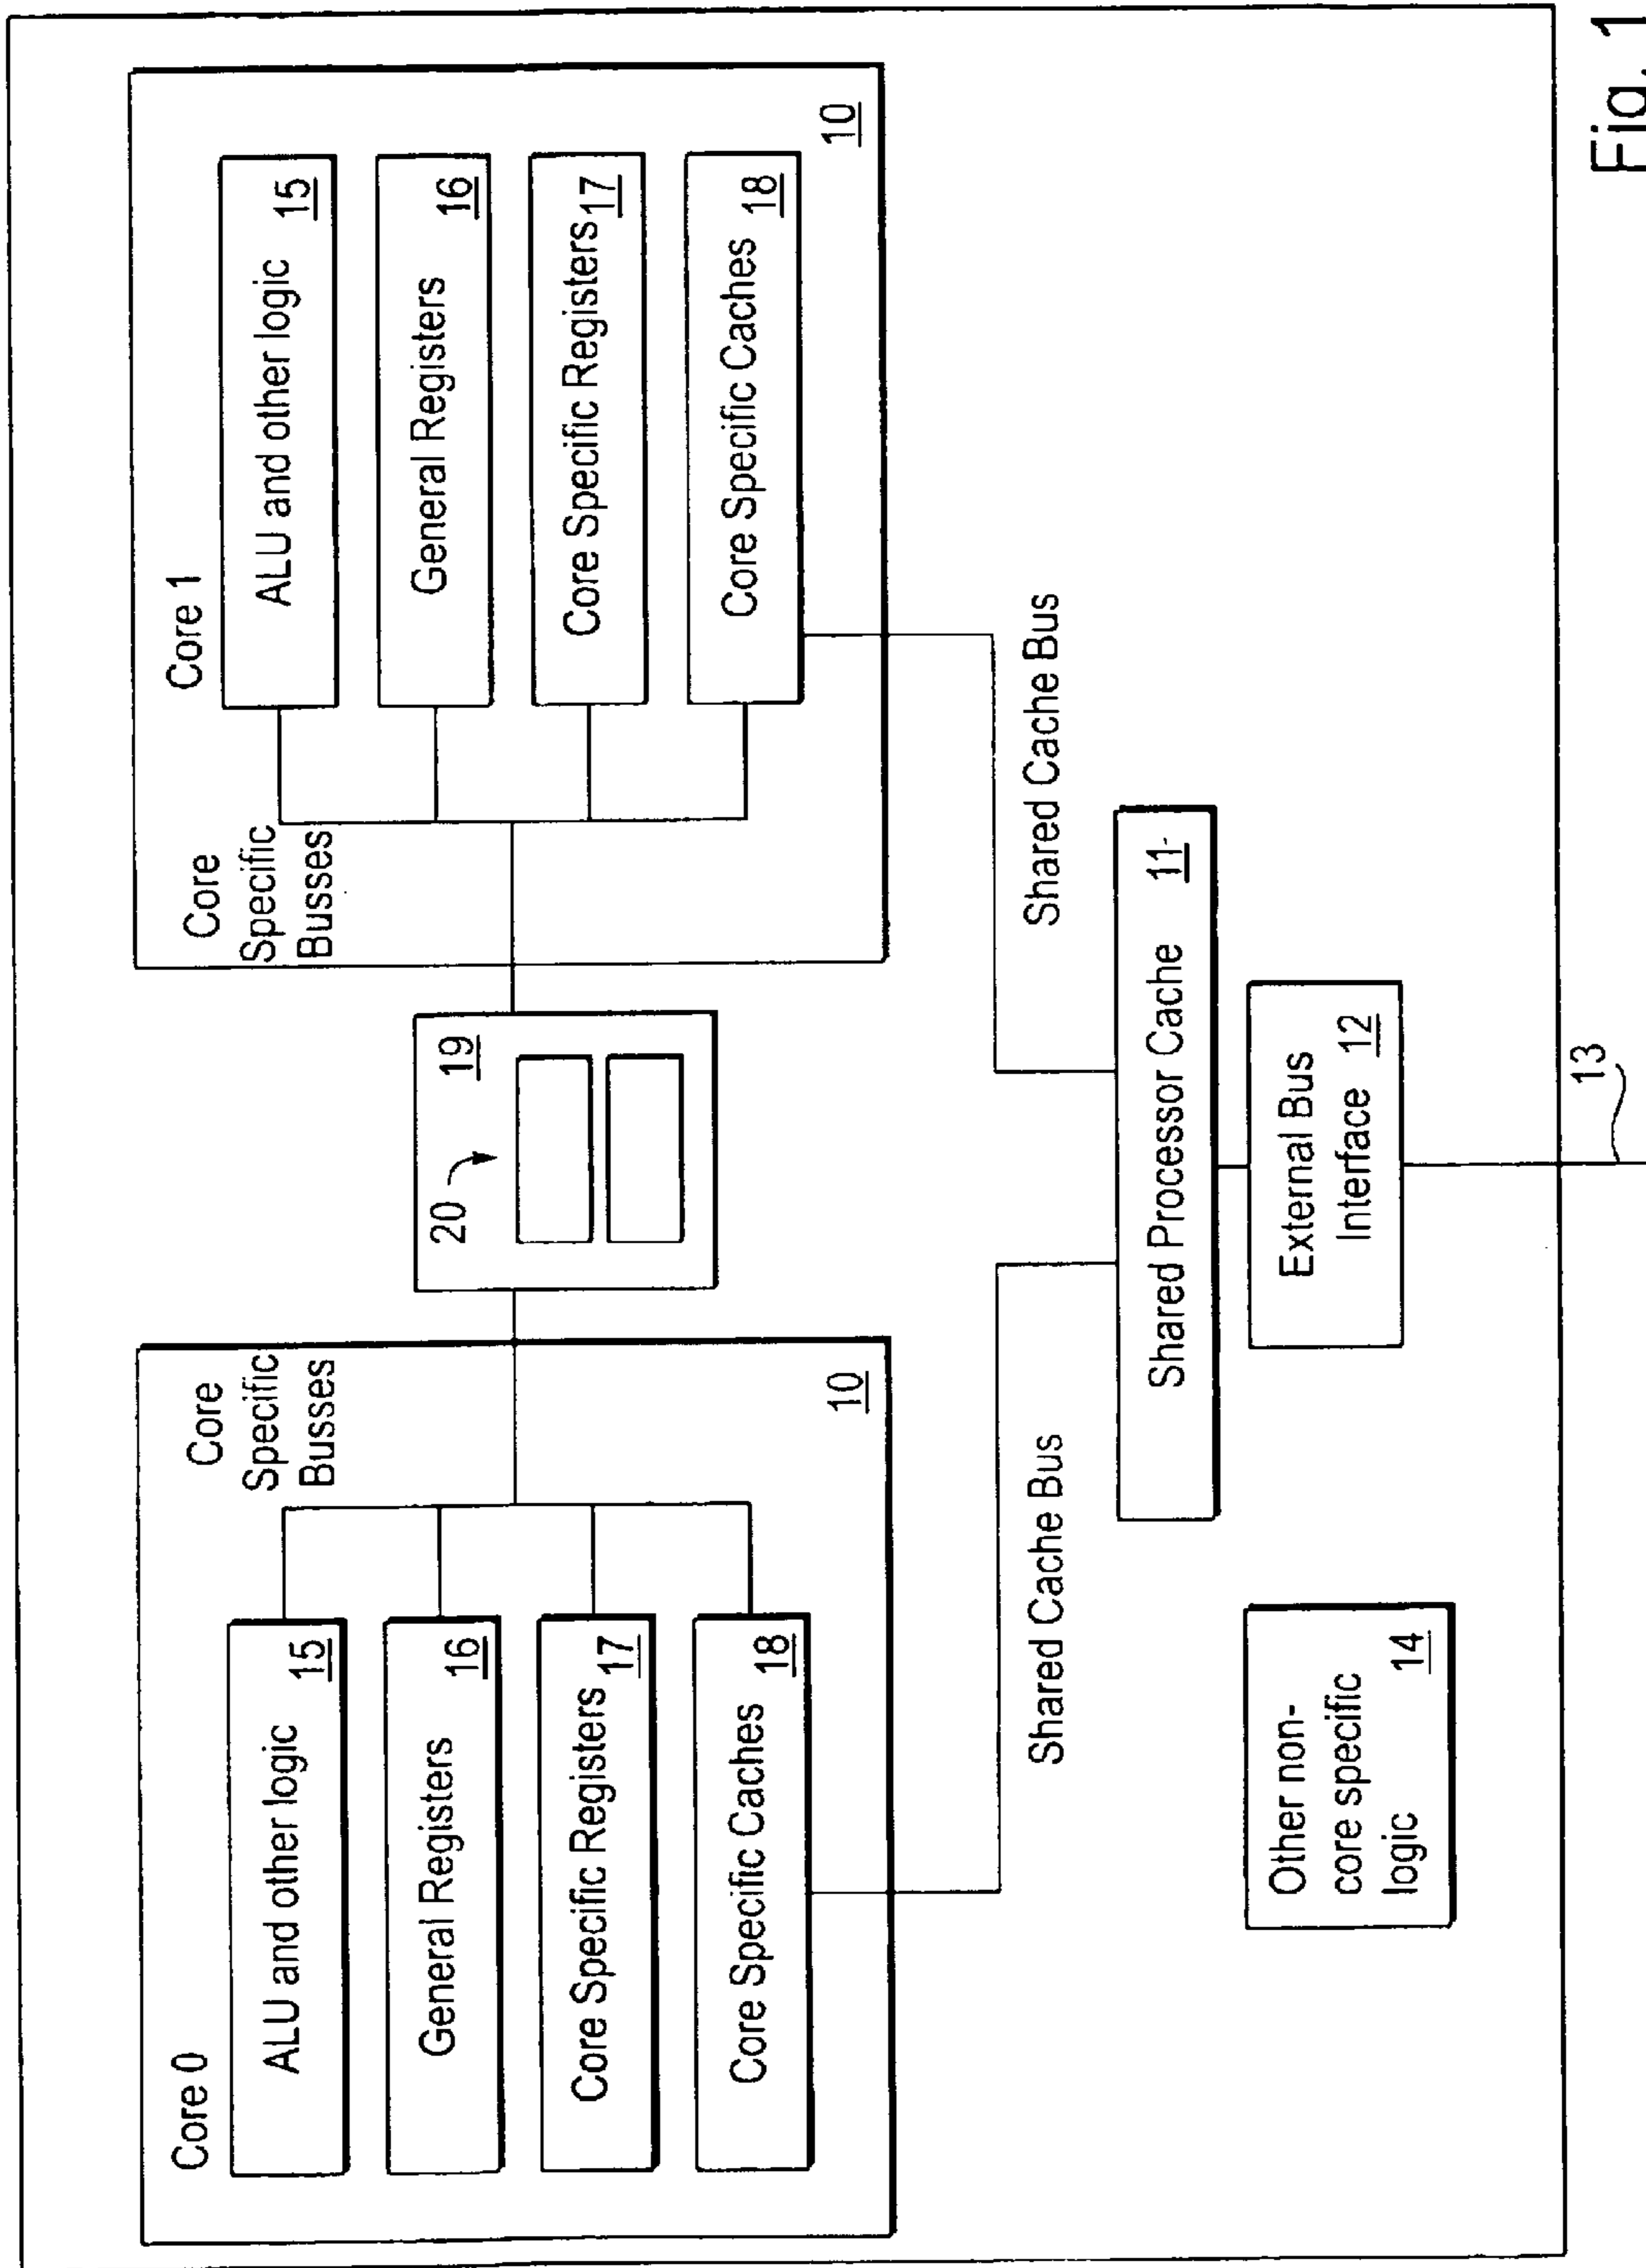 Core 0
ALU and other logic 15
General Registers 16
Core Specific Registers 17
Core Specific Caches 18
Core
Specific
Busses
10
20
19
Core 1
Core
Specific
Busses
ALU and other logic 15
General Registers 16
Core Specific Registers 17
Core Specific Caches 18
10
Shared Cache Bus
Shared Cache Bus
Shared Processor Cache 11
External Bus
Interface 12
13
Other non-
core specific
logic 14
Fig. 1